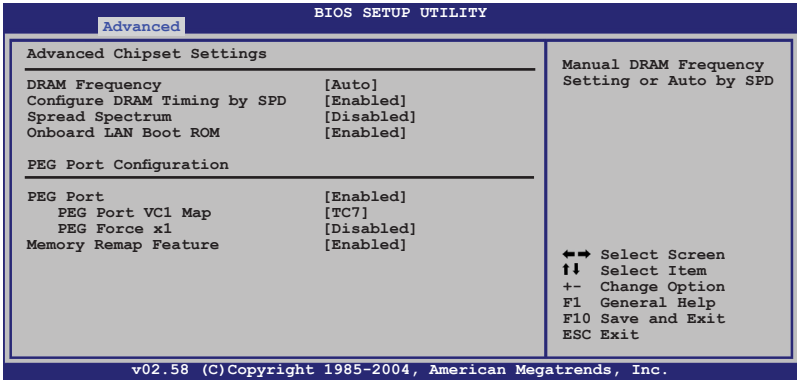 BIOS SETUP UTILITY
Advanced
Advanced Chipset Settings
DRAM Frequency [Auto]
Configure DRAM Timing by SPD [Enabled]
Spread Spectrum [Disabled]
Onboard LAN Boot ROM [Enabled]
PEG Port Configuration
PEG Port [Enabled]
PEG Port VC1 Map [TC7]
PEG Force x1 [Disabled]
Memory Remap Feature [Enabled]
Manual DRAM Frequency
Setting or Auto by SPD
←→ Select Screen
↑↓ Select Item
+- Change Option
F1 General Help
F10 Save and Exit
ESC Exit
v02.58 (C)Copyright 1985-2004, American Megatrends, Inc.